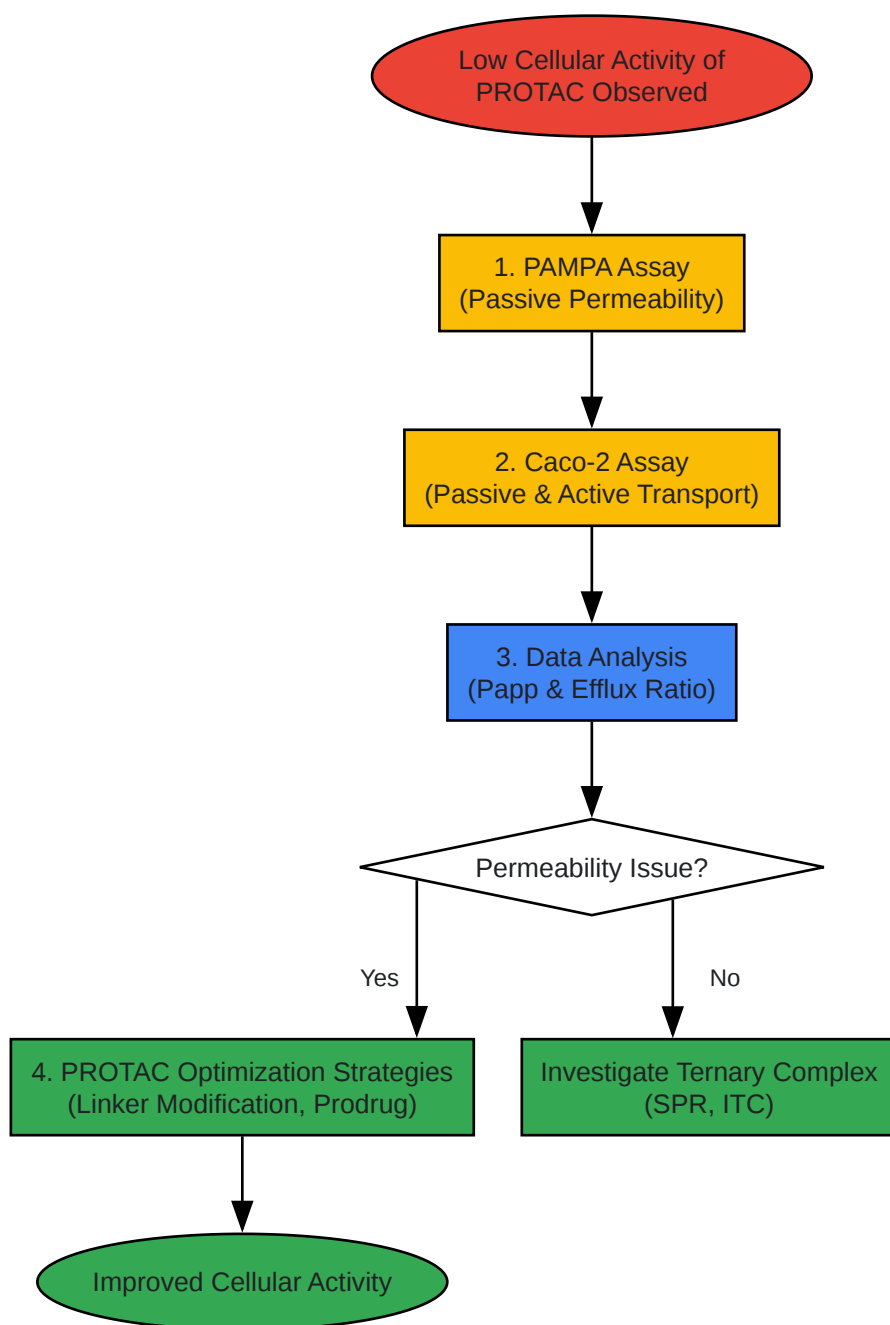 Low Cellular Activity of
PROTAC Observed
1. PAMPA Assay
(Passive Permeability)
2. Caco-2 Assay
(Passive & Active Transport)
3. Data Analysis
(Papp & Efflux Ratio)
Permeability Issue?
Yes
No
4. PROTAC Optimization Strategies
(Linker Modification, Prodrug)
Investigate Ternary Complex
(SPR, ITC)
Improved Cellular Activity